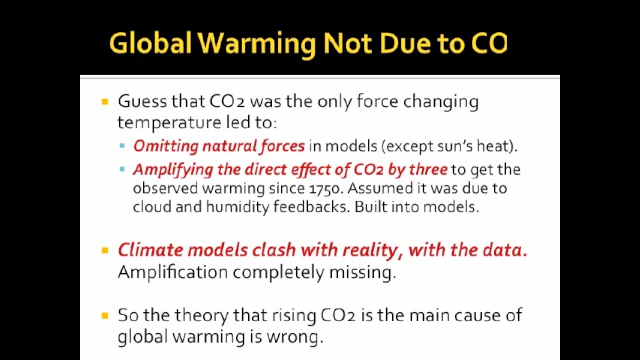 Global Warming Not Due to CO
Guess that CO2 was the only force changing
temperature led to:
Omitting natural forces in models (except sun's heat).
Amplifying the direct effect of CO2 by three to get the
observed warming since 1750. Assumed it was due to
cloud and humidity feedbacks. Built into models.
Climate models clash with reality, with the data.
Amplification completely missing.
So the theory that rising CO2 is the main cause of
global warming is wrong.